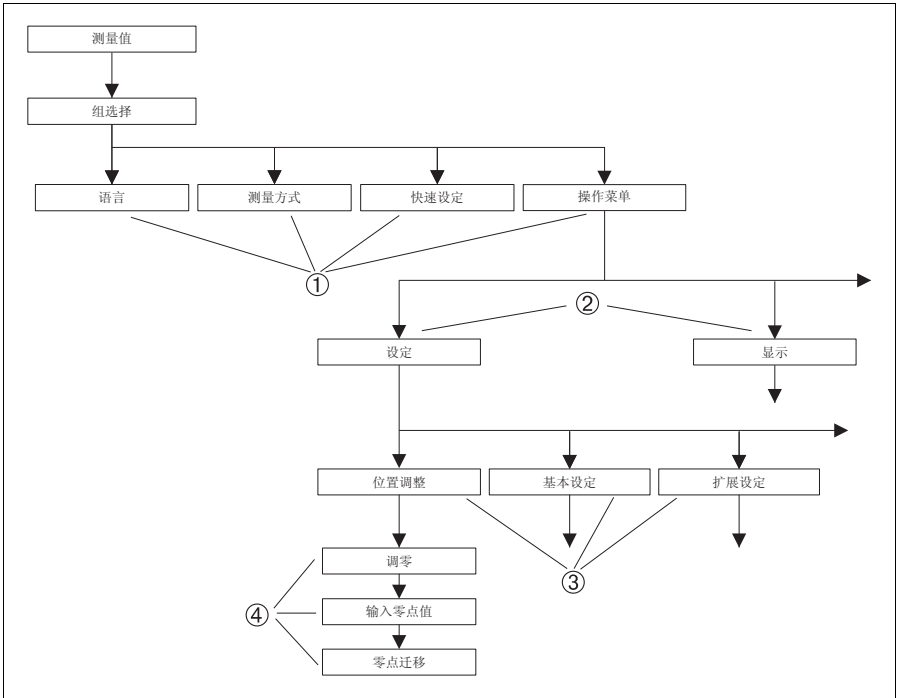 测量值
组选择
语言
测量方式
快速设定
操作菜单
①
②
设定
显示
位置调整
基本设定
扩展设定
③
调零
④
输入零点值
零点迁移